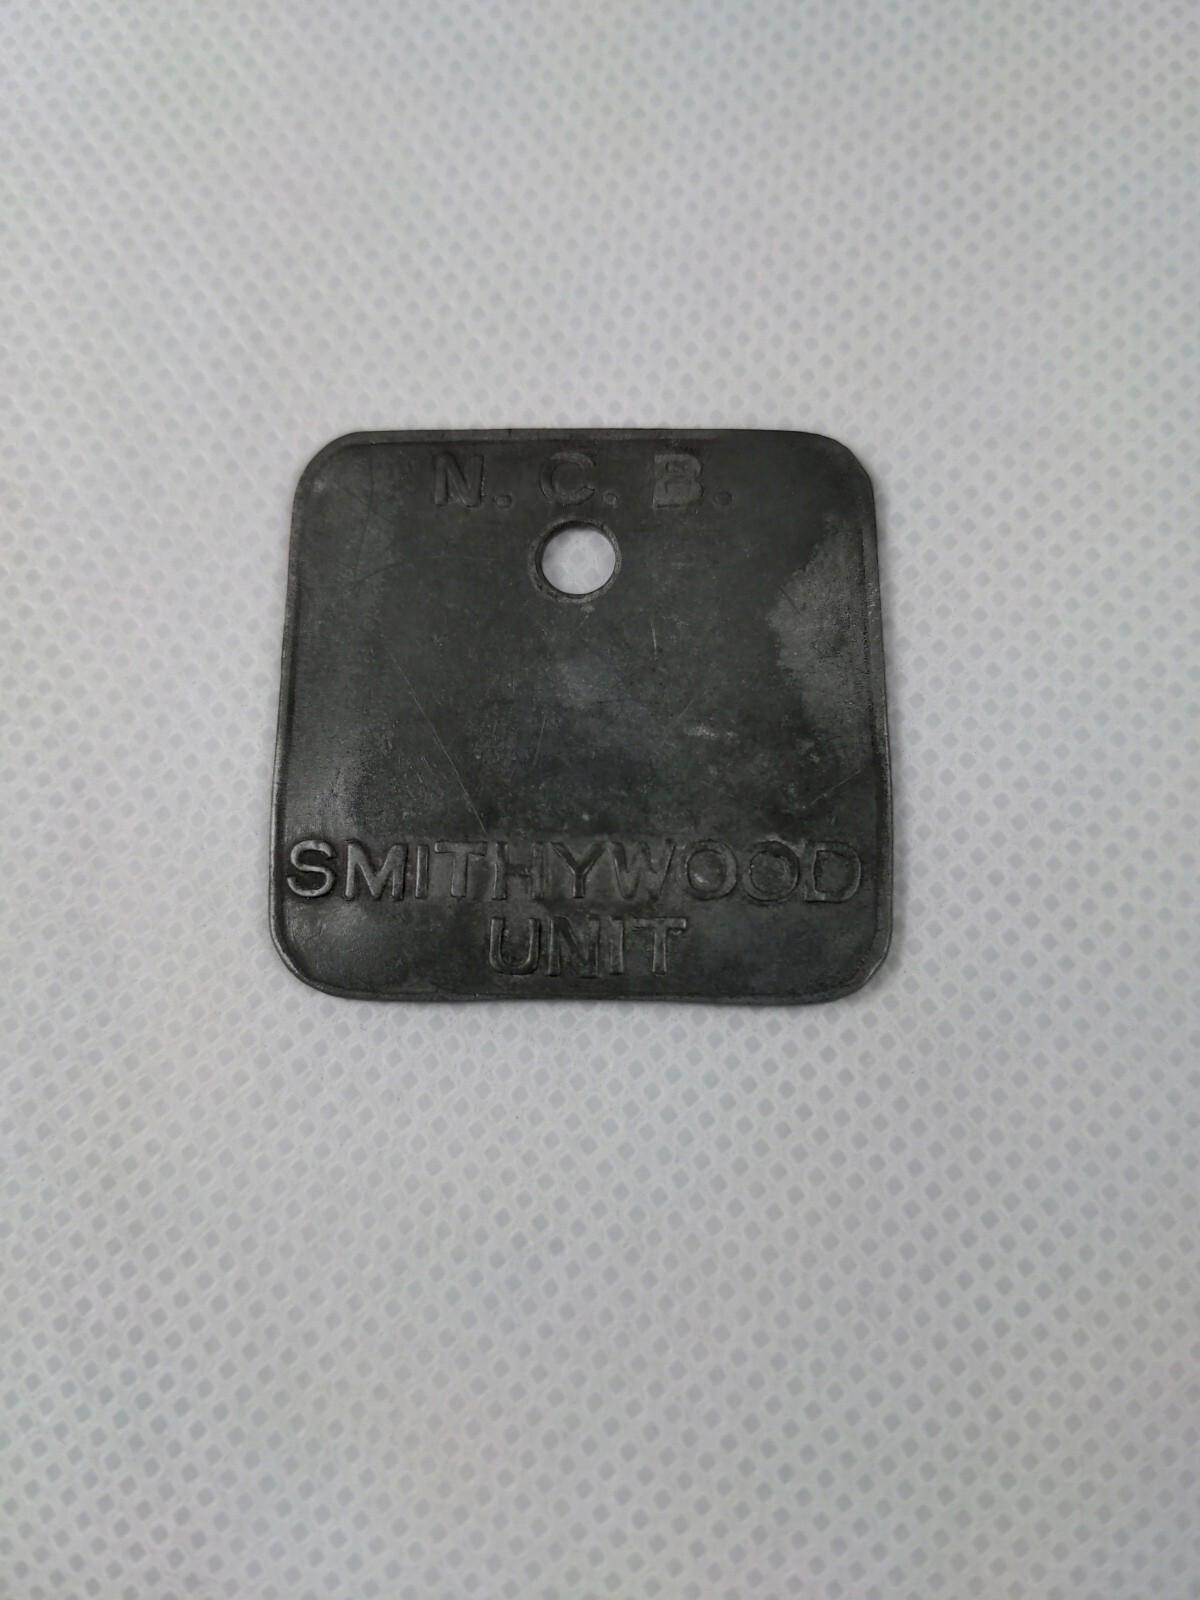 N. C. B.
SMITHYWOOD
UNIT